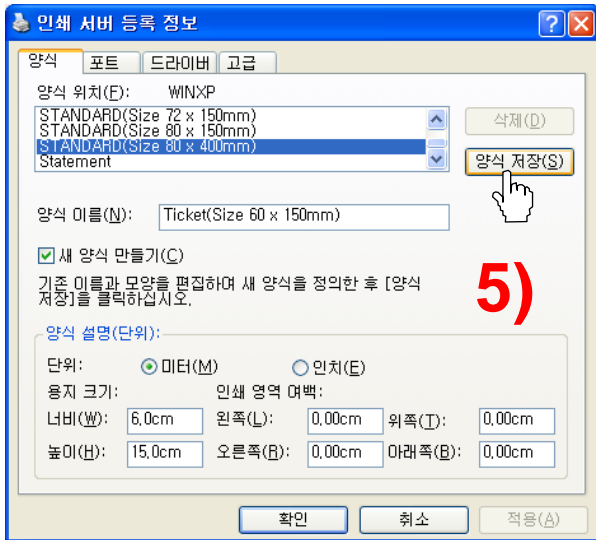 인쇄 서버 등록 정보
양식 포트 드라이버 고급
양식 위치(F): WINXP
STANDARD(Size 72 x 150mm)
STANDARD(Size 80 x 150mm)
STANDARD(Size 80 x 400mm)
Statement
삭제(D)
양식 저장(S)
양식 이름(N): Ticket(Size 60 x 150mm)
새 양식 만들기(C)
기존 이름과 모양을 편집하여 새 양식을 정의한 후 [양식
저장]을 클릭하십시오.
5)
양식 설명(단위):
단위: 미터(M) 인치(E)
용지 크기: 인쇄 영역 여백:
너비(W): 6.0cm 왼쪽(L): 0.00cm 위쪽(T): 0.00cm
높이(H): 15.0cm 오른쪽(R): 0.00cm 아래쪽(B): 0.00cm
확인 취소 적용(A)